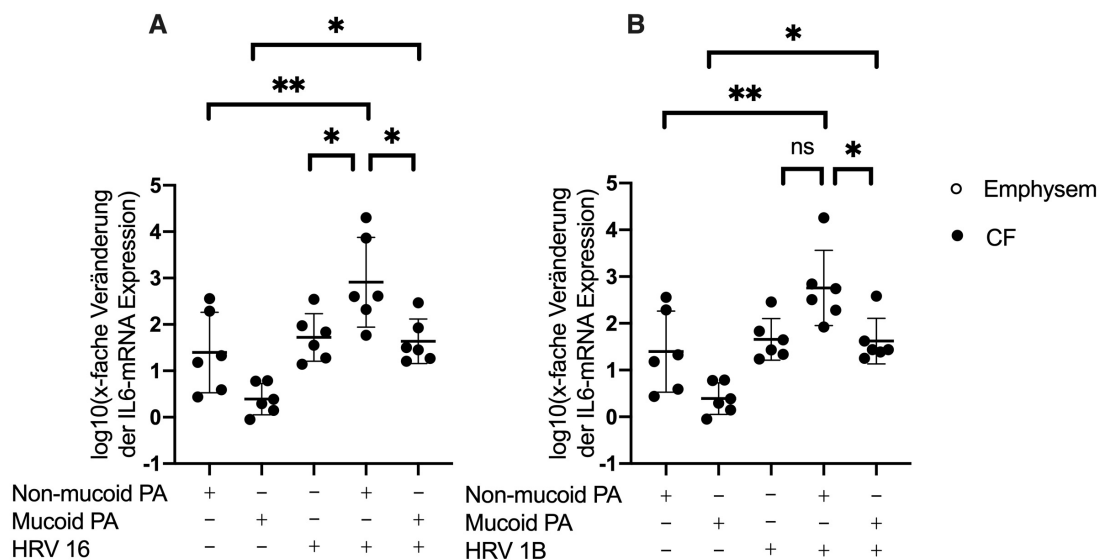 A
*
**
* *
log10(x-fache Veränderung
der IL6-mRNA Expression)
5
4
3
2
1
0
-1
Non-mucoid PA + – – + –
Mucoid PA – + – – +
HRV 16 – – + + +
B
*
**
ns *
log10(x-fache Veränderung
der IL6-mRNA Expression)
5
4
3
2
1
0
-1
Non-mucoid PA + – – + –
Mucoid PA – + – – +
HRV 1B – – + + +
Emphysem
CF